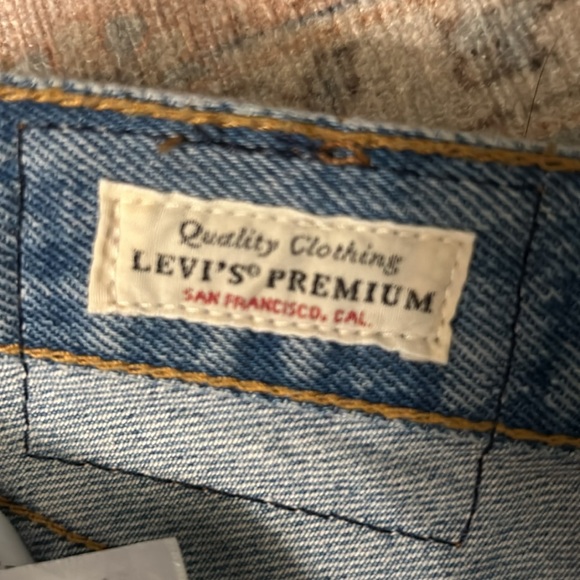 Quality Clothing
LEVI'S® PREMIUM
SAN FRANCISCO, CAL.